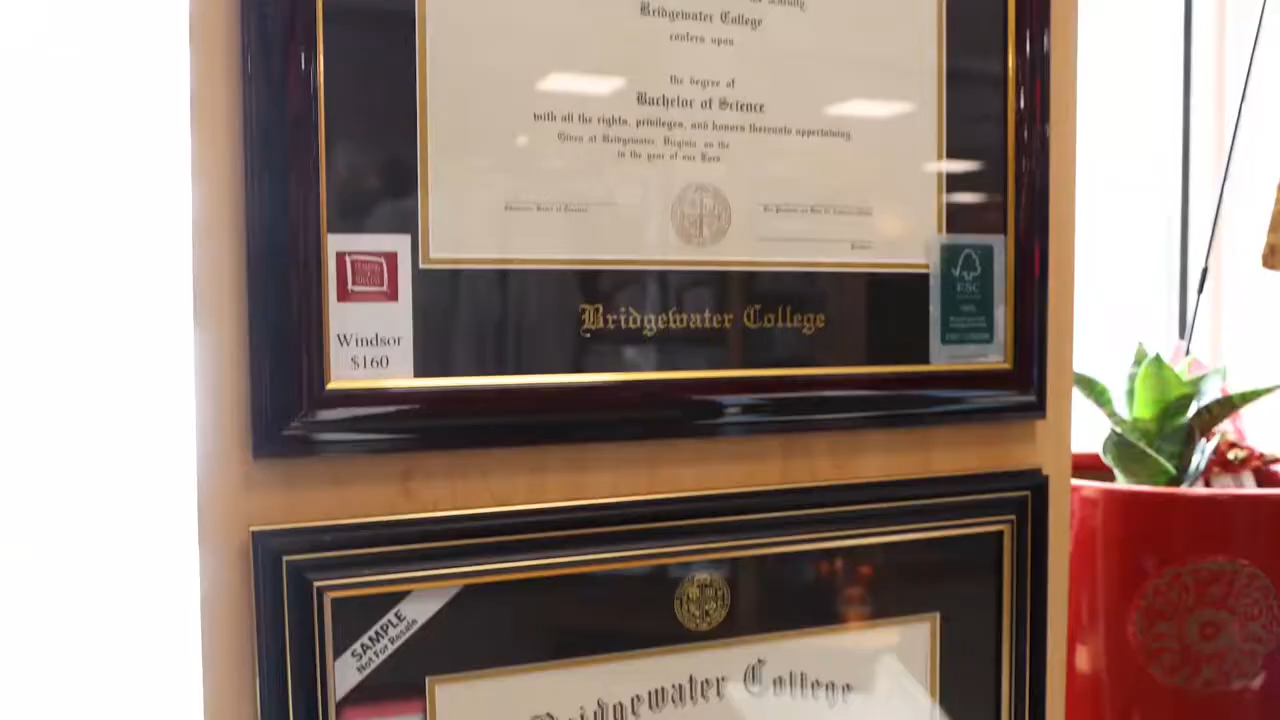 Bridgewater College
confers upon
the degree of
Bachelor of Science
with all the rights, privileges, and honors thereunto appertaining
Given at Bridgewater, Virginia on the
in the year of our Lord
FSC
Windsor
$160
Bridgewater College
SAMPLE
Not For Resale
Bridgewater College